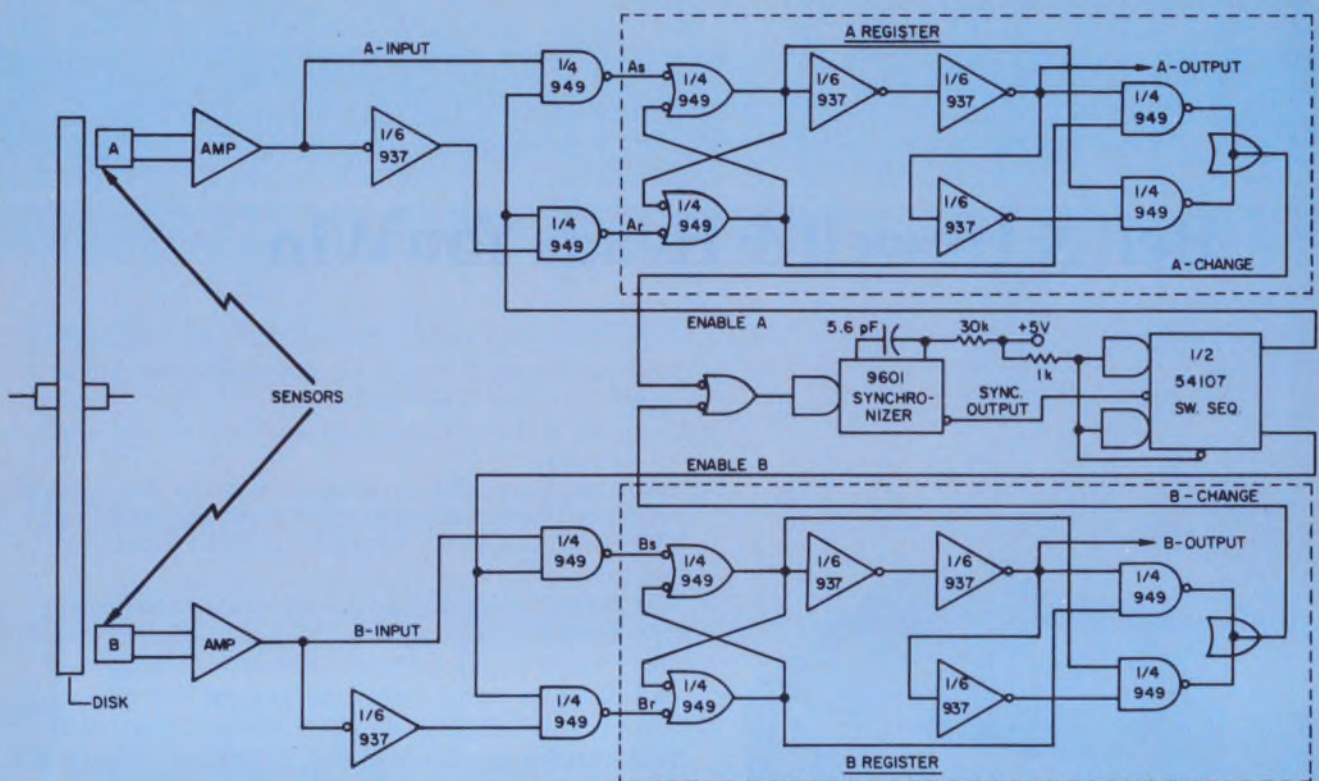 A REGISTER
A-INPUT
1/4
949
As
1/4
949
1/6
937
1/6
937
A-OUTPUT
1/4
949
A
AMP
1/6
937
1/4
949
Ar
1/4
949
1/6
937
1/4
949
A-CHANGE
ENABLE A
5.6 pF
30k
+5V
1k
1/2
54107
SW. SEQ.
9601
SYNCHRO-
NIZER
SYNC.
OUTPUT
SENSORS
ENABLE B
B-CHANGE
1/4
949
Bs
1/4
949
1/6
937
1/6
937
B-OUTPUT
1/4
949
B
AMP
B-INPUT
1/6
937
1/4
949
Br
1/4
949
1/6
937
1/4
949
DISK
B REGISTER